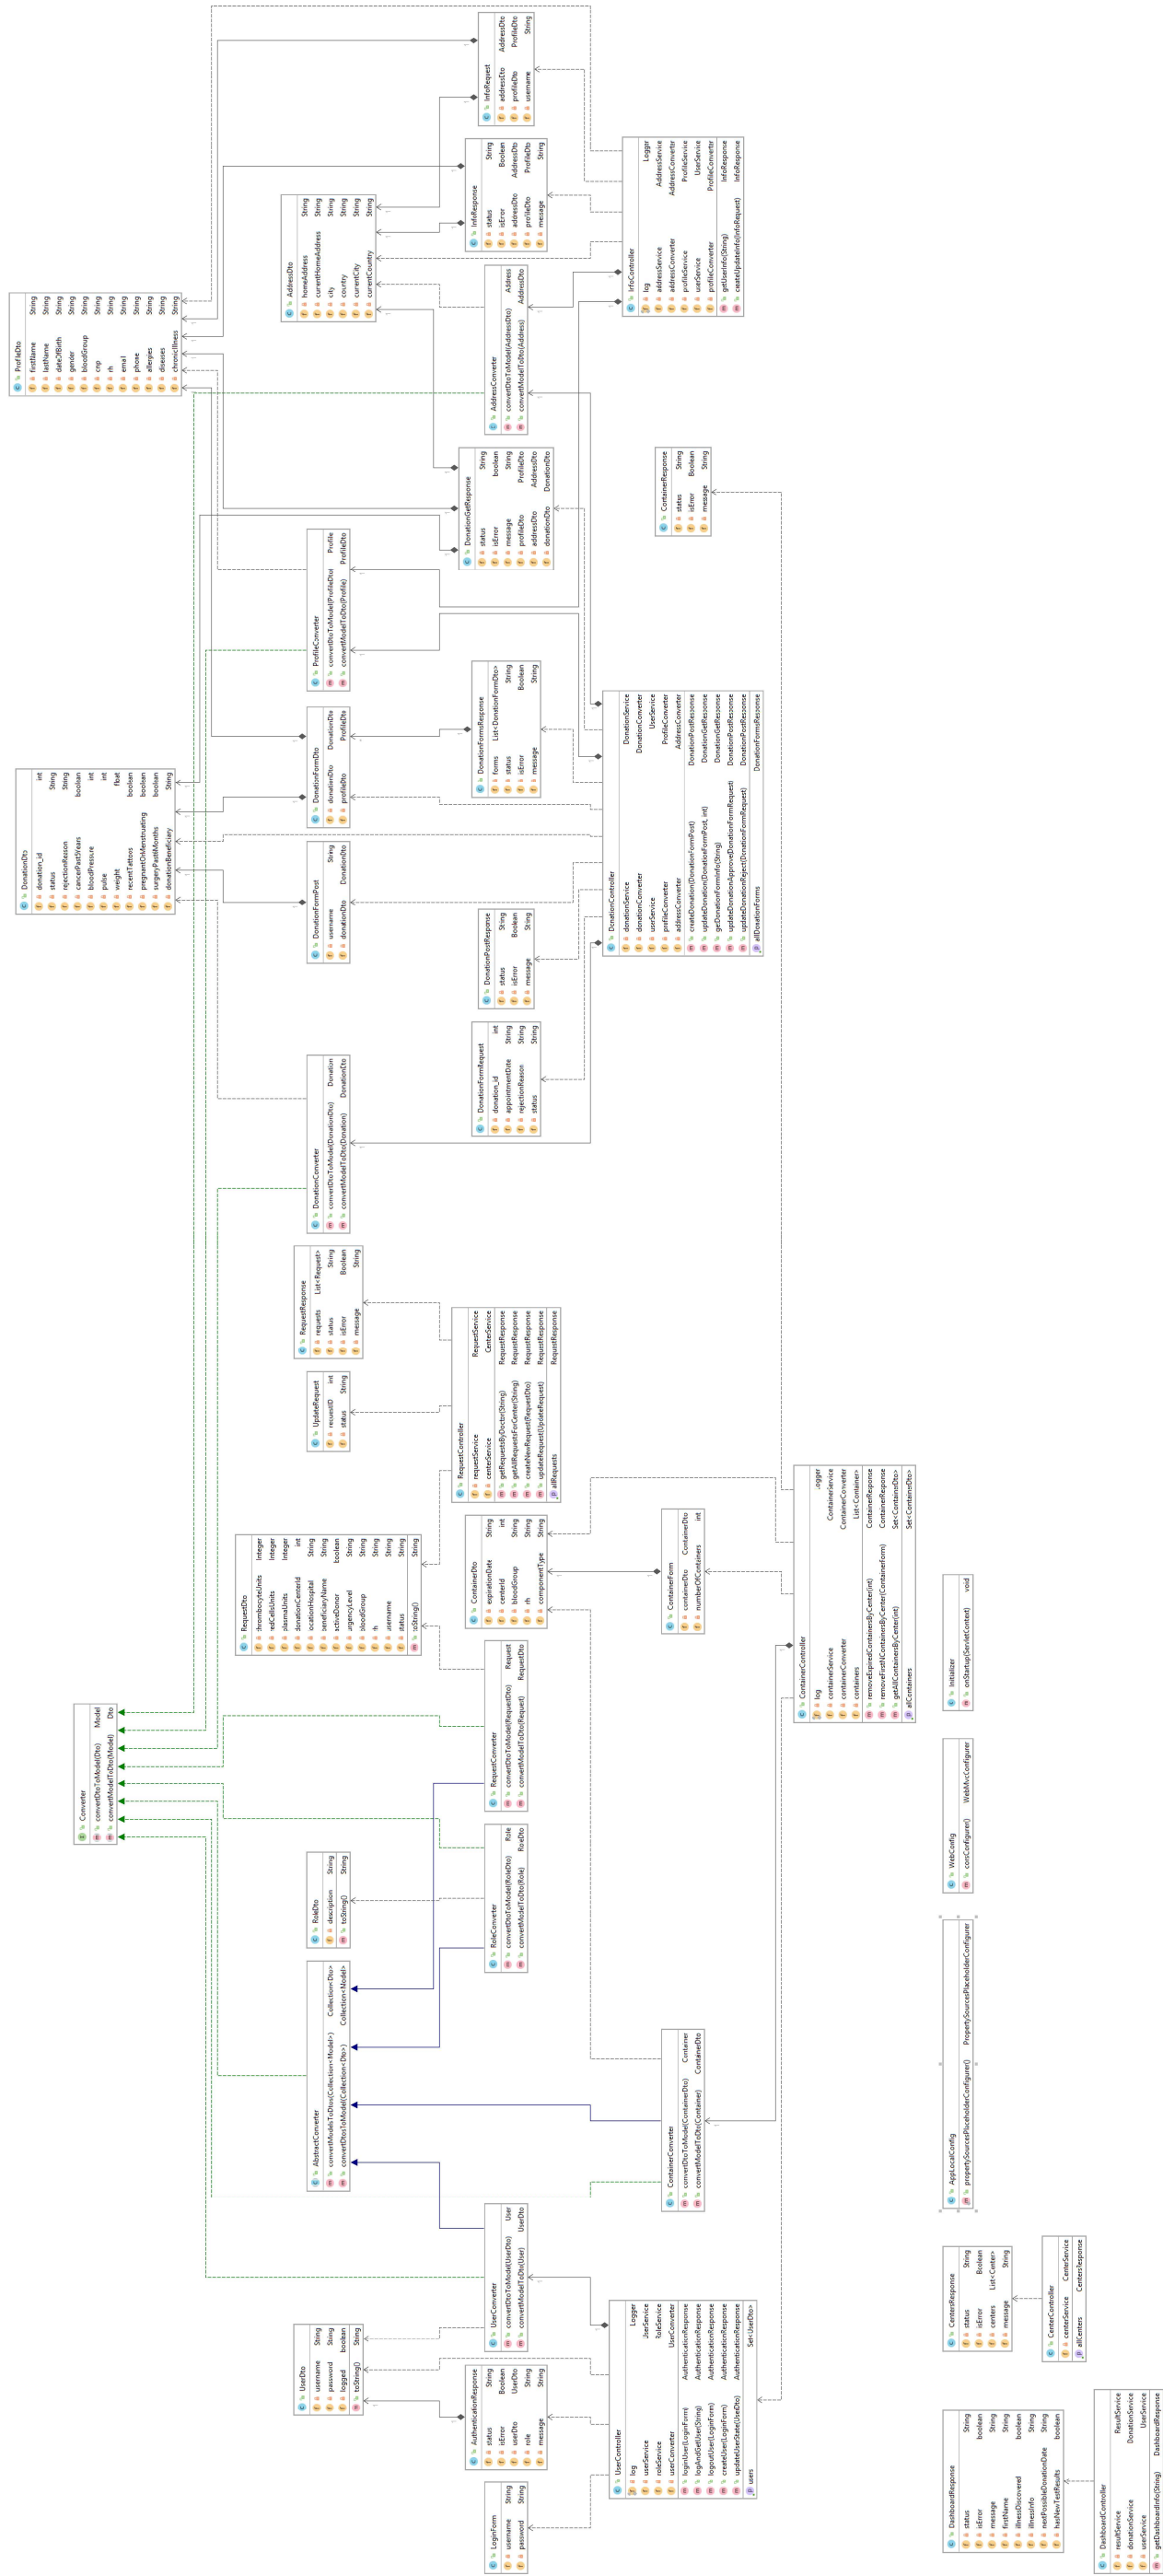 Converter
convertDtoToModel(Dto) Model
convertModelToDto(Model) Dto
DonationDto
donation_id int
status String
rejectionReason String
cancerPast5Years boolean
bloodPressure int
pulse int
weight float
recentTattoos boolean
pregnantOrMenstruating boolean
surgeryPast6Months boolean
donationBeneficiary String
ProfileDto
firstName String
lastName String
dateOfBirth String
gender String
bloodGroup String
cnp String
rh String
email String
phone String
allergies String
diseases String
chronicIllness String
UserDto
username String
password String
logged boolean
toString() String
AbstractConverter
convertModelsToDtos(Collection<Model>) Collection<Dto>
convertDtosToModel(Collection<Dto>) Collection<Model>
RoleDto
description String
toString() String
RequestDto
thrombocyteUnits Integer
redCellsUnits Integer
plasmaUnits Integer
donationCenterId int
locationHospital String
beneficiaryName String
activeDonor boolean
urgencyLevel String
bloodGroup String
rh String
username String
status String
toString() String
UpdateRequest
requestID int
status String
RequestResponse
requests List<Request>
status String
isError Boolean
message String
DonationConverter
convertDtoToModel(DonationDto) Donation
convertModelToDto(Donation) DonationDto
DonationFormPost
username String
donationDto DonationDto
DonationFormDto
donationDto DonationDto
profileDto ProfileDto
ProfileConverter
convertDtoToModel(ProfileDto) Profile
convertModelToDto(Profile) ProfileDto
AddressDto
homeAddress String
currentHomeAddress String
city String
country String
currentCity String
currentCountry String
LoginForm
username String
password String
AuthenticationResponse
status String
isError Boolean
userDto UserDto
role String
message String
UserConverter
convertDtoToModel(UserDto) User
convertModelToDto(User) UserDto
RoleConverter
convertDtoToModel(RoleDto) Role
convertModelToDto(Role) RoleDto
RequestConverter
convertDtoToModel(RequestDto) Request
convertModelToDto(Request) RequestDto
ContainerDto
expirationDate String
centerId int
bloodGroup String
rh String
componentType String
RequestController
requestService RequestService
centerService CenterService
getRequestsByDoctor(String) RequestResponse
getAllRequestsForCenter(String) RequestResponse
createNewRequest(RequestDto) RequestResponse
updateRequest(UpdateRequest) RequestResponse
allRequests RequestResponse
DonationFormRequest
donation_id int
appointmentDate String
rejectionReason String
status String
DonationPostResponse
status String
isError Boolean
message String
DonationFormsResponse
forms List<DonationFormDto>
status String
isError Boolean
message String
DonationGetResponse
status String
isError boolean
message String
profileDto ProfileDto
addressDto AddressDto
donationDto DonationDto
AddressConverter
convertDtoToModel(AddressDto) Address
convertModelToDto(Address) AddressDto
InfoResponse
status String
isError Boolean
addressDto AddressDto
profileDto ProfileDto
message String
InfoRequest
addressDto AddressDto
profileDto ProfileDto
username String
UserController
log Logger
userService UserService
roleService RoleService
userConverter UserConverter
loginUser(LoginForm) AuthenticationResponse
logAndGetUser(String) AuthenticationResponse
logoutUser(LoginForm) AuthenticationResponse
createUser(LoginForm) AuthenticationResponse
updateUserState(UserDto) AuthenticationResponse
users Set<UserDto>
ContainerConverter
convertDtoToModel(ContainerDto) Container
convertModelToDto(Container) ContainerDto
ContainerForm
containerDto ContainerDto
numberOfContainers int
DonationController
donationService DonationService
donationConverter DonationConverter
userService UserService
profileConverter ProfileConverter
addressConverter AddressConverter
createDonation(DonationFormPost) DonationPostResponse
updateDonation(DonationFormPost, int) DonationGetResponse
getDonationFormInfo(String) DonationGetResponse
updateDonationApprove(DonationFormRequest) DonationPostResponse
updateDonationReject(DonationFormRequest) DonationPostResponse
allDonationForms DonationFormsResponse
ContainerResponse
status String
isError Boolean
message String
InfoController
log Logger
addressService AddressService
addressConverter AddressConverter
profileService ProfileService
userService UserService
profileConverter ProfileConverter
getUserInfo(String) InfoResponse
createUpdateInfo(InfoRequest) InfoResponse
ContainerController
log Logger
containerService ContainerService
containerConverter ContainerConverter
containers List<Container>
removeExpiredContainersByCenter(int) ContainerResponse
removeFirstNContainersByCenter(ContainerForm) ContainerResponse
getAllContainersByCenter(int) Set<ContainerDto>
allContainers Set<ContainerDto>
DashboardResponse
status String
isError boolean
message String
firstName String
illnessDiscovered boolean
illnessInfo String
nextPossibleDonationDate String
hasNewTestResults boolean
CentersResponse
status String
isError Boolean
centers List<Center>
message String
AppLocalConfig
propertySourcesPlaceholderConfigurer() PropertySourcesPlaceholderConfigurer
WebConfig
corsConfigurer() WebMvcConfigurer
Initializer
onStartup(ServletContext) void
CenterController
centerService CenterService
allCenters CentersResponse
DashboardController
resultService ResultService
donationService DonationService
userService UserService
getDashboardInfo(String) DashboardResponse